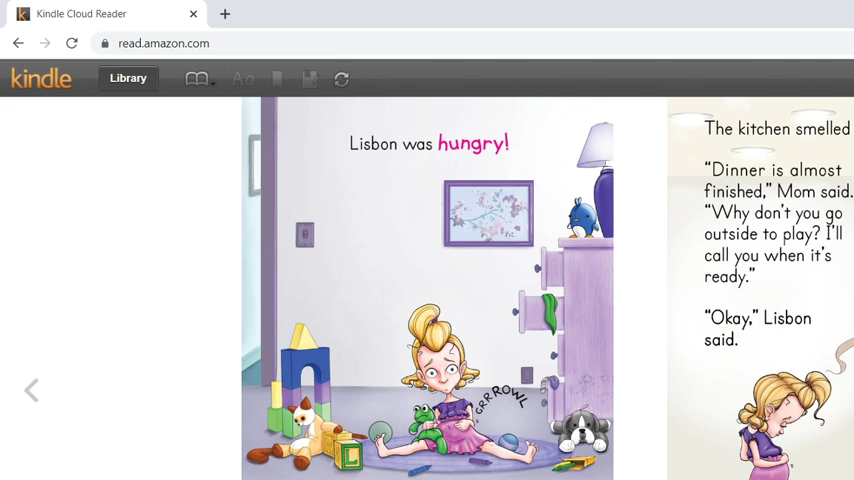 Kindle Cloud Reader
read.amazon.com
kindle
Library
Aa
Lisbon was hungry!
GRRROWL
L
The kitchen smelled
“Dinner is almost
finished,” Mom said.
“Why don’t you go
outside to play? I’ll
call you when it’s
ready.”
“Okay,” Lisbon
said.